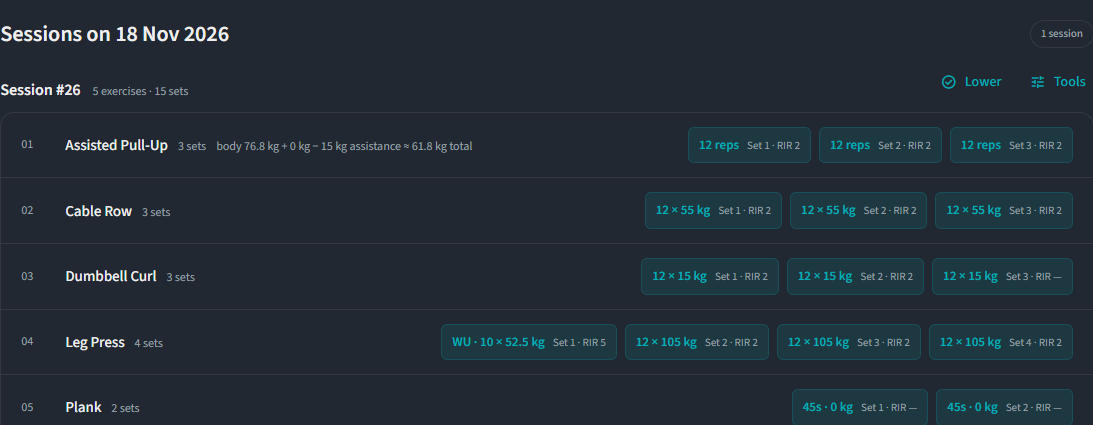 Sessions on 18 Nov 2026
1 session
Session #26 5 exercises · 15 sets
Lower Tools
01 Assisted Pull-Up 3 sets body 76.8 kg + 0 kg − 15 kg assistance ≈ 61.8 kg total 12 reps Set 1 · RIR 2 12 reps Set 2 · RIR 2 12 reps Set 3 · RIR 2
02 Cable Row 3 sets 12 × 55 kg Set 1 · RIR 2 12 × 55 kg Set 2 · RIR 2 12 × 55 kg Set 3 · RIR 2
03 Dumbbell Curl 3 sets 12 × 15 kg Set 1 · RIR 2 12 × 15 kg Set 2 · RIR 2 12 × 15 kg Set 3 · RIR —
04 Leg Press 4 sets WU · 10 × 52.5 kg Set 1 · RIR 5 12 × 105 kg Set 2 · RIR 2 12 × 105 kg Set 3 · RIR 2 12 × 105 kg Set 4 · RIR 2
05 Plank 2 sets 45s · 0 kg Set 1 · RIR — 45s · 0 kg Set 2 · RIR —